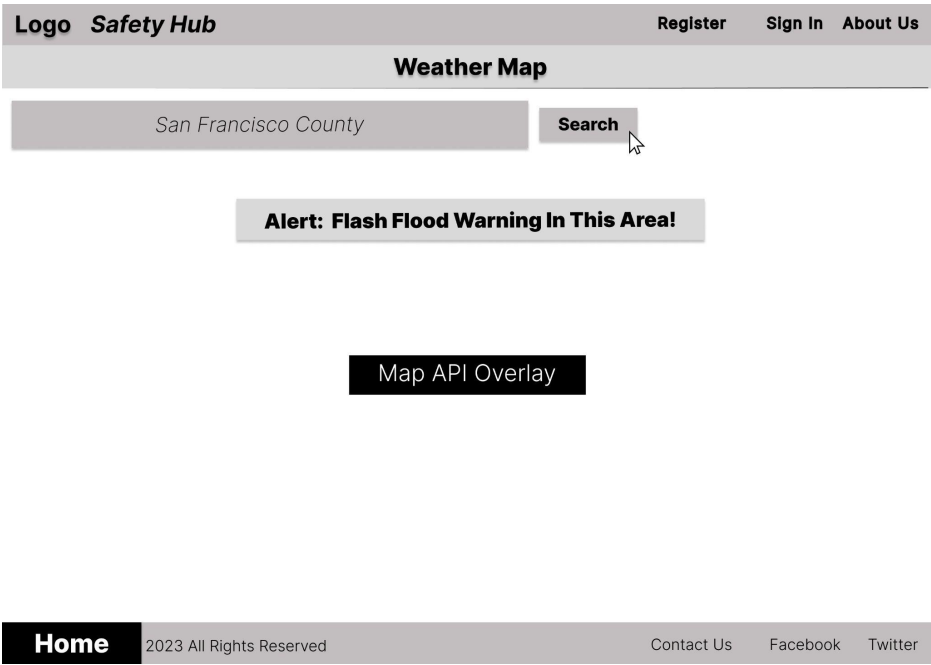 Logo Safety Hub Register Sign In About Us
Weather Map
San Francisco County Search
Alert: Flash Flood Warning In This Area!
Map API Overlay
Home 2023 All Rights Reserved Contact Us Facebook Twitter